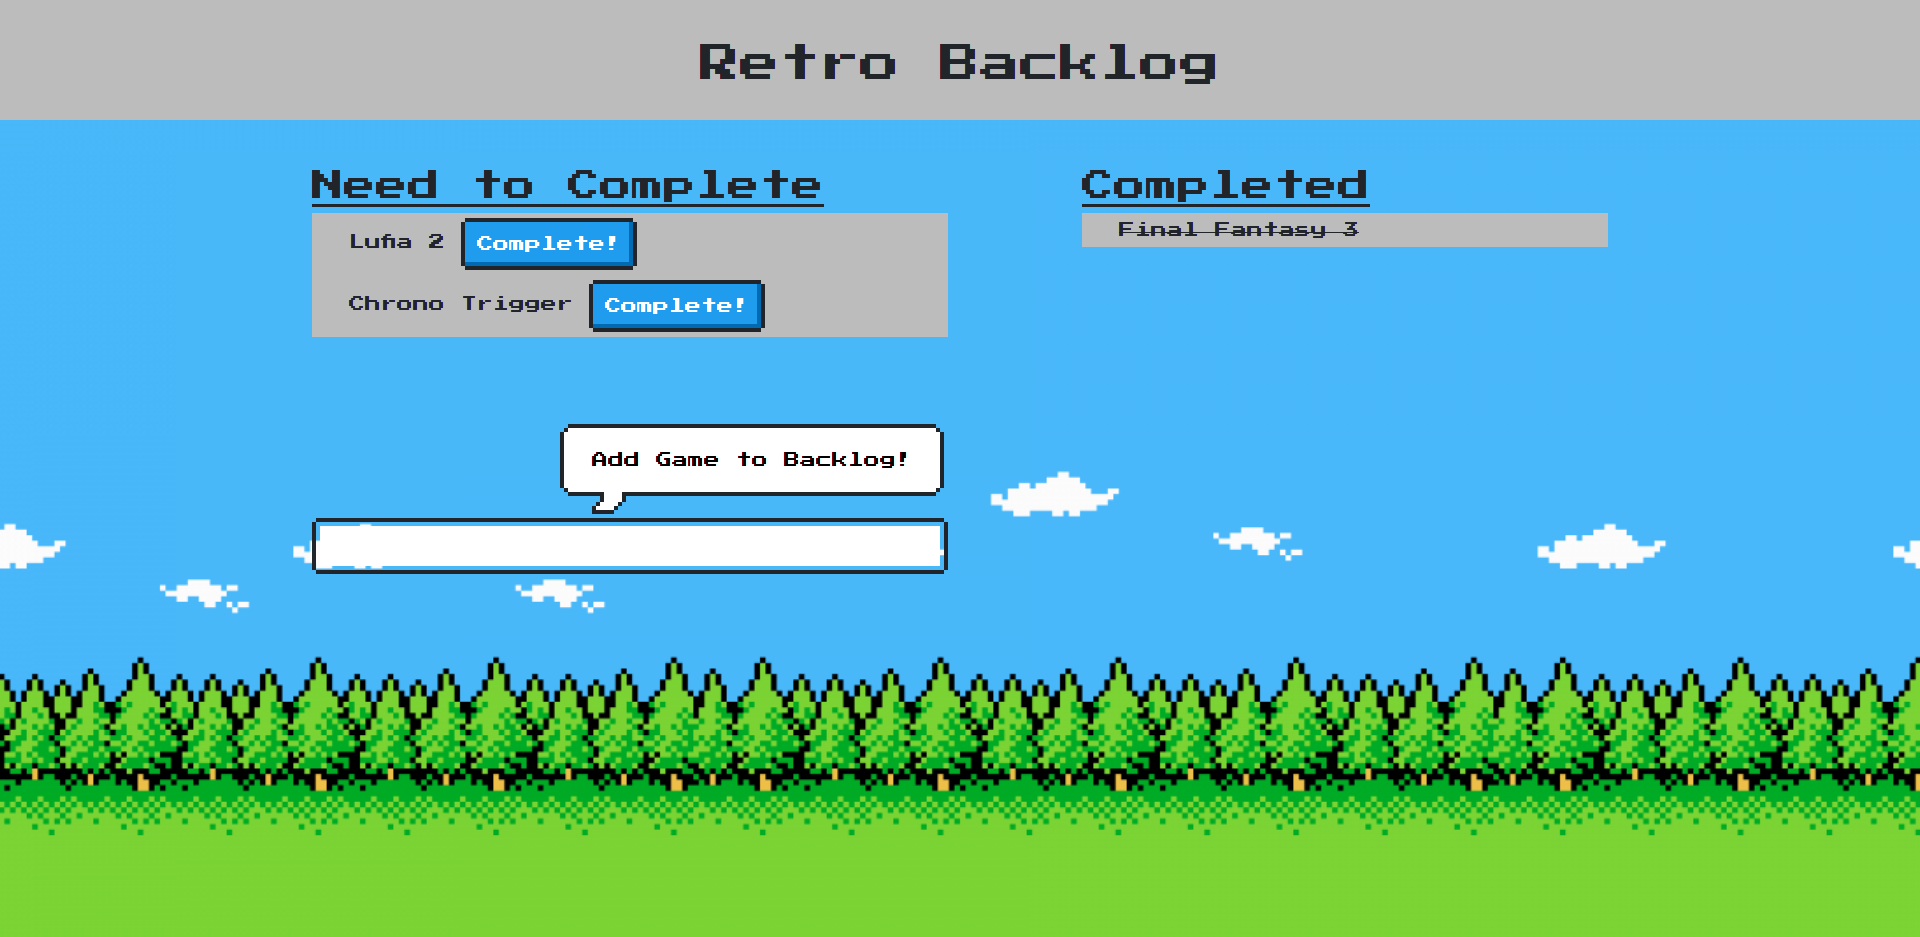 Retro Backlog
Need to Complete
Lufia 2 Complete!
Chrono Trigger Complete!
Completed
Final Fantasy 3
Add Game to Backlog!